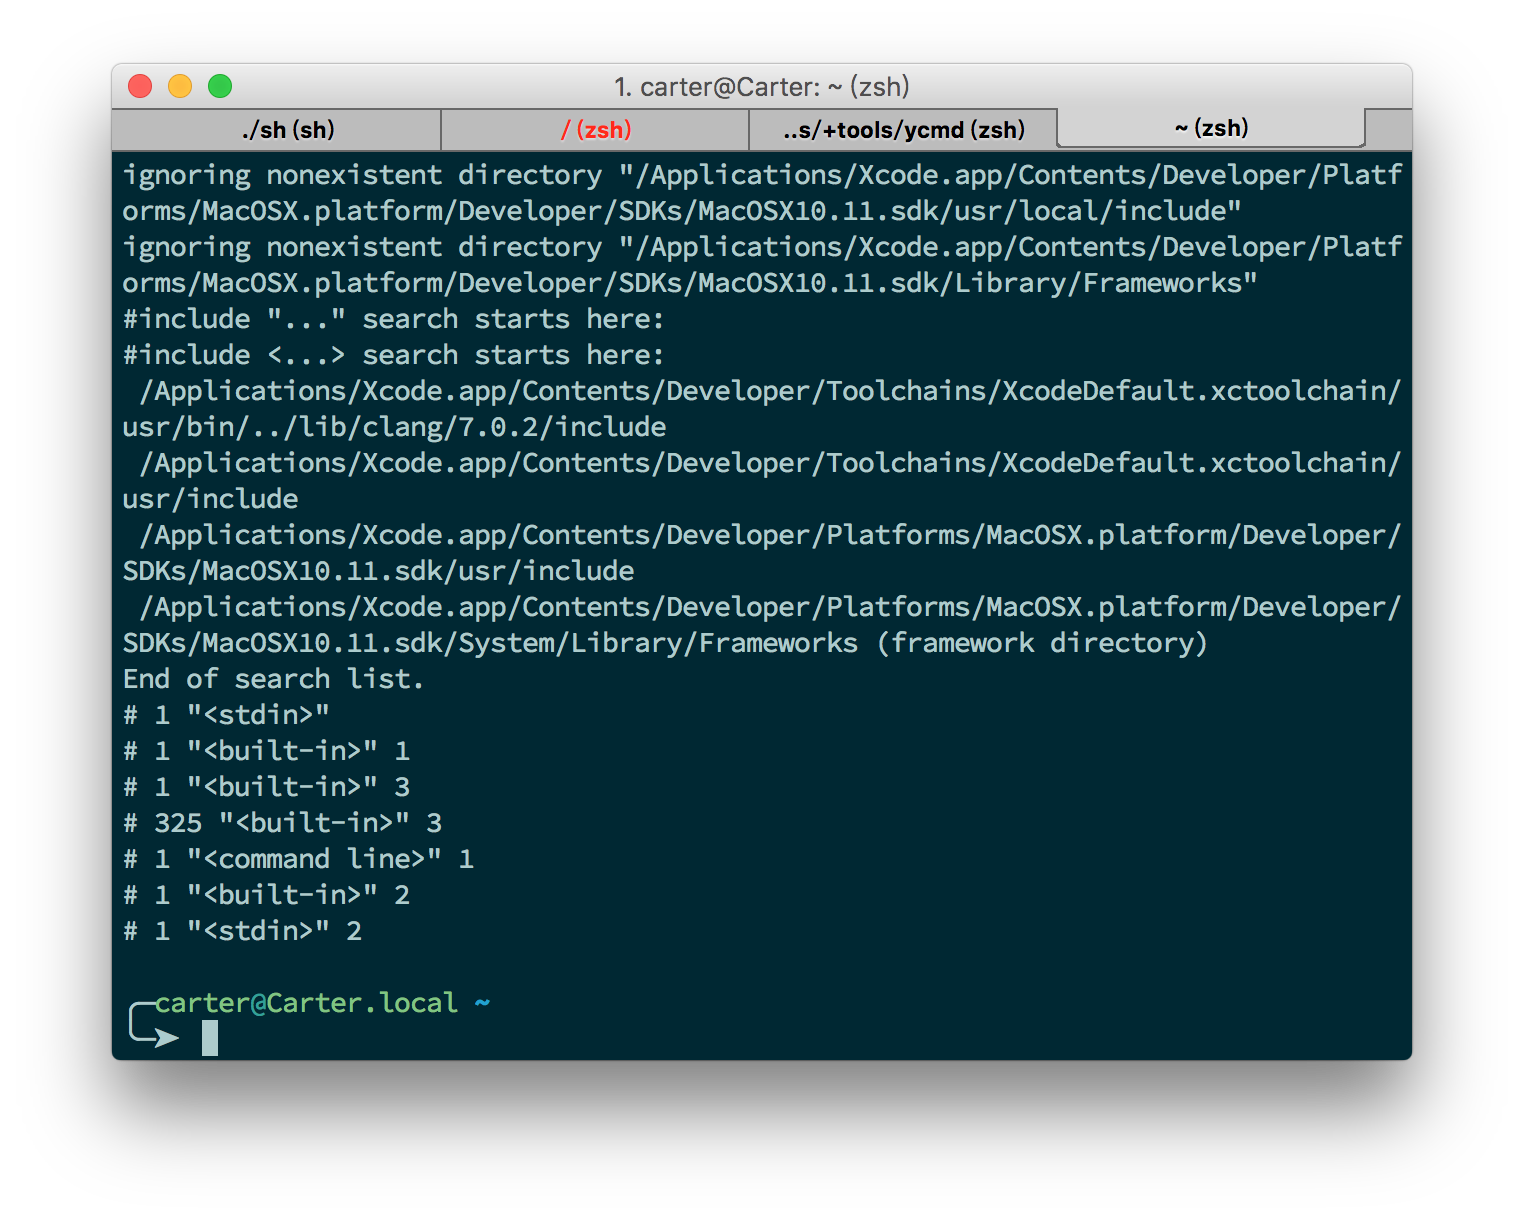 1. carter@Carter: ~ (zsh)
./sh (sh)
/ (zsh)
..s/+tools/ycmd (zsh)
~ (zsh)
ignoring nonexistent directory "/Applications/Xcode.app/Contents/Developer/Platf
orms/MacOSX.platform/Developer/SDKs/MacOSX10.11.sdk/usr/local/include"
ignoring nonexistent directory "/Applications/Xcode.app/Contents/Developer/Platf
orms/MacOSX.platform/Developer/SDKs/MacOSX10.11.sdk/Library/Frameworks"
#include "..." search starts here:
#include <...> search starts here:
 /Applications/Xcode.app/Contents/Developer/Toolchains/XcodeDefault.xctoolchain/
usr/bin/../lib/clang/7.0.2/include
 /Applications/Xcode.app/Contents/Developer/Toolchains/XcodeDefault.xctoolchain/
usr/include
 /Applications/Xcode.app/Contents/Developer/Platforms/MacOSX.platform/Developer/
SDKs/MacOSX10.11.sdk/usr/include
 /Applications/Xcode.app/Contents/Developer/Platforms/MacOSX.platform/Developer/
SDKs/MacOSX10.11.sdk/System/Library/Frameworks (framework directory)
End of search list.
# 1 "<stdin>"
# 1 "<built-in>" 1
# 1 "<built-in>" 3
# 325 "<built-in>" 3
# 1 "<command line>" 1
# 1 "<built-in>" 2
# 1 "<stdin>" 2
carter@Carter.local ~